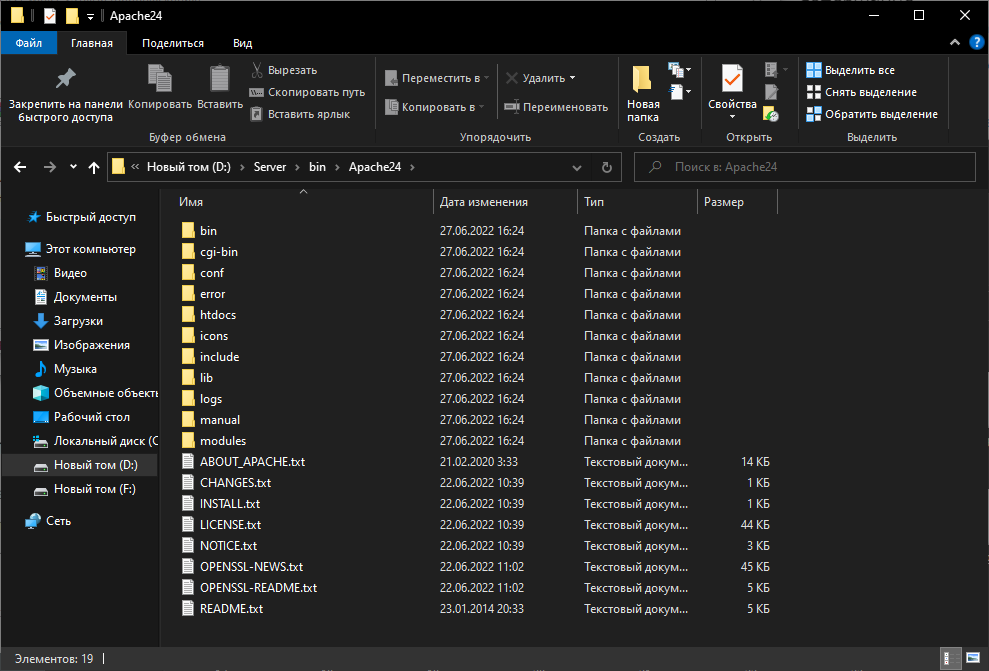 Apache24
Файл Главная Поделиться Вид
Закрепить на панели быстрого доступа
Копировать
Вставить
Вырезать
Скопировать путь
Вставить ярлык
Буфер обмена
Переместить в
Копировать в
Удалить
Переименовать
Упорядочить
Новая папка
Создать
Свойства
Открыть
Выделить все
Снять выделение
Обратить выделение
Выделить
« Новый том (D:) › Server › bin › Apache24 ›
Поиск в: Apache24
Быстрый доступ
Этот компьютер
Видео
Документы
Загрузки
Изображения
Музыка
Объемные объекты
Рабочий стол
Локальный диск (C
Новый том (D:)
Новый том (F:)
Сеть
Имя Дата изменения Тип Размер
bin 27.06.2022 16:24 Папка с файлами
cgi-bin 27.06.2022 16:24 Папка с файлами
conf 27.06.2022 16:24 Папка с файлами
error 27.06.2022 16:24 Папка с файлами
htdocs 27.06.2022 16:24 Папка с файлами
icons 27.06.2022 16:24 Папка с файлами
include 27.06.2022 16:24 Папка с файлами
lib 27.06.2022 16:24 Папка с файлами
logs 27.06.2022 16:24 Папка с файлами
manual 27.06.2022 16:24 Папка с файлами
modules 27.06.2022 16:24 Папка с файлами
ABOUT_APACHE.txt 21.02.2020 3:33 Текстовый докум... 14 КБ
CHANGES.txt 22.06.2022 10:39 Текстовый докум... 1 КБ
INSTALL.txt 22.06.2022 10:39 Текстовый докум... 1 КБ
LICENSE.txt 22.06.2022 10:39 Текстовый докум... 44 КБ
NOTICE.txt 22.06.2022 10:39 Текстовый докум... 3 КБ
OPENSSL-NEWS.txt 22.06.2022 11:02 Текстовый докум... 45 КБ
OPENSSL-README.txt 22.06.2022 11:02 Текстовый докум... 5 КБ
README.txt 23.01.2014 20:33 Текстовый докум... 5 КБ
Элементов: 19